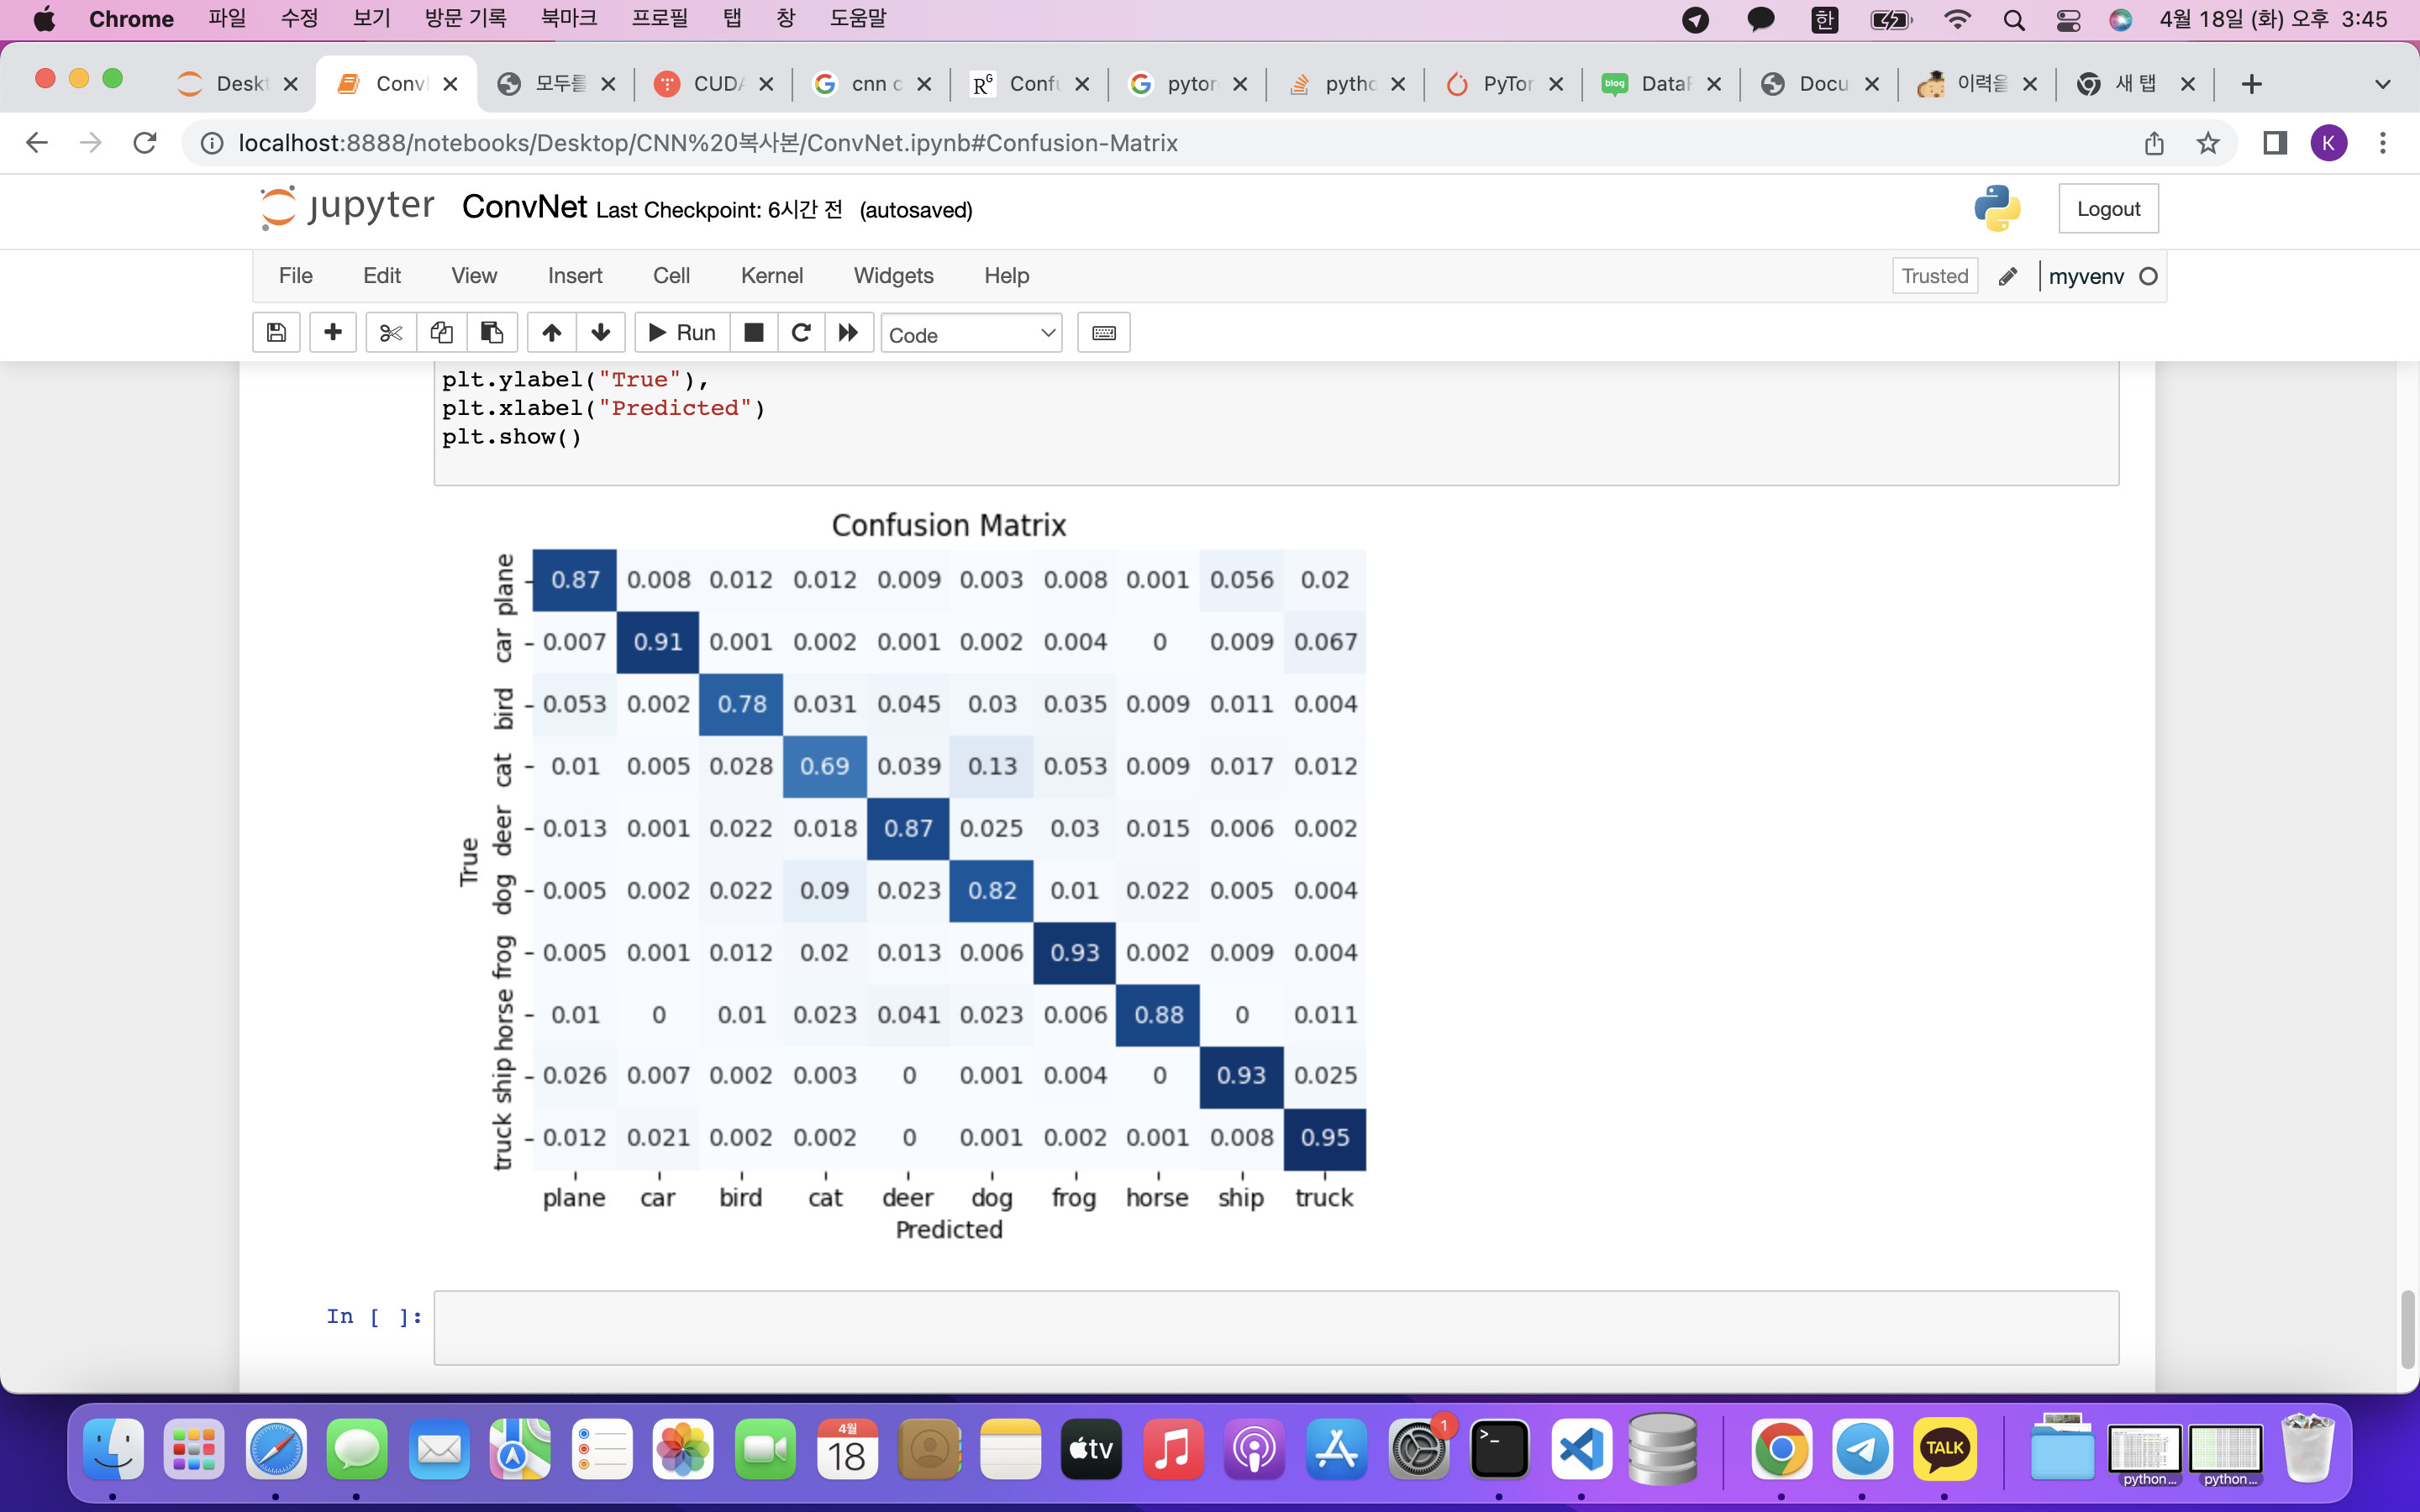 Chrome 파일 수정 보기 방문 기록 북마크 프로필 탭 창 도움말 한 4월 18일 (화) 오후 3:45
Deskt Conv 모두를 CUDA cnn c RG Confu pytor pytho PyTor blog DataF Docu 이력을 새 탭
localhost:8888/notebooks/Desktop/CNN%20복사본/ConvNet.ipynb#Confusion-Matrix K
jupyter ConvNet Last Checkpoint: 6시간 전 (autosaved) Logout
File Edit View Insert Cell Kernel Widgets Help Trusted myvenv
Run Code
plt.ylabel("True"),
plt.xlabel("Predicted")
plt.show()
Confusion Matrix
plane 0.87 0.008 0.012 0.012 0.009 0.003 0.008 0.001 0.056 0.02
car 0.007 0.91 0.001 0.002 0.001 0.002 0.004 0 0.009 0.067
bird 0.053 0.002 0.78 0.031 0.045 0.03 0.035 0.009 0.011 0.004
cat 0.01 0.005 0.028 0.69 0.039 0.13 0.053 0.009 0.017 0.012
deer 0.013 0.001 0.022 0.018 0.87 0.025 0.03 0.015 0.006 0.002
True
dog 0.005 0.002 0.022 0.09 0.023 0.82 0.01 0.022 0.005 0.004
frog 0.005 0.001 0.012 0.02 0.013 0.006 0.93 0.002 0.009 0.004
horse 0.01 0 0.01 0.023 0.041 0.023 0.006 0.88 0 0.011
ship 0.026 0.007 0.002 0.003 0 0.001 0.004 0 0.93 0.025
truck 0.012 0.021 0.002 0.002 0 0.001 0.002 0.001 0.008 0.95
plane car bird cat deer dog frog horse ship truck
Predicted
In [ ]:
4월
18
tv
1
>_
TALK
python...
python...